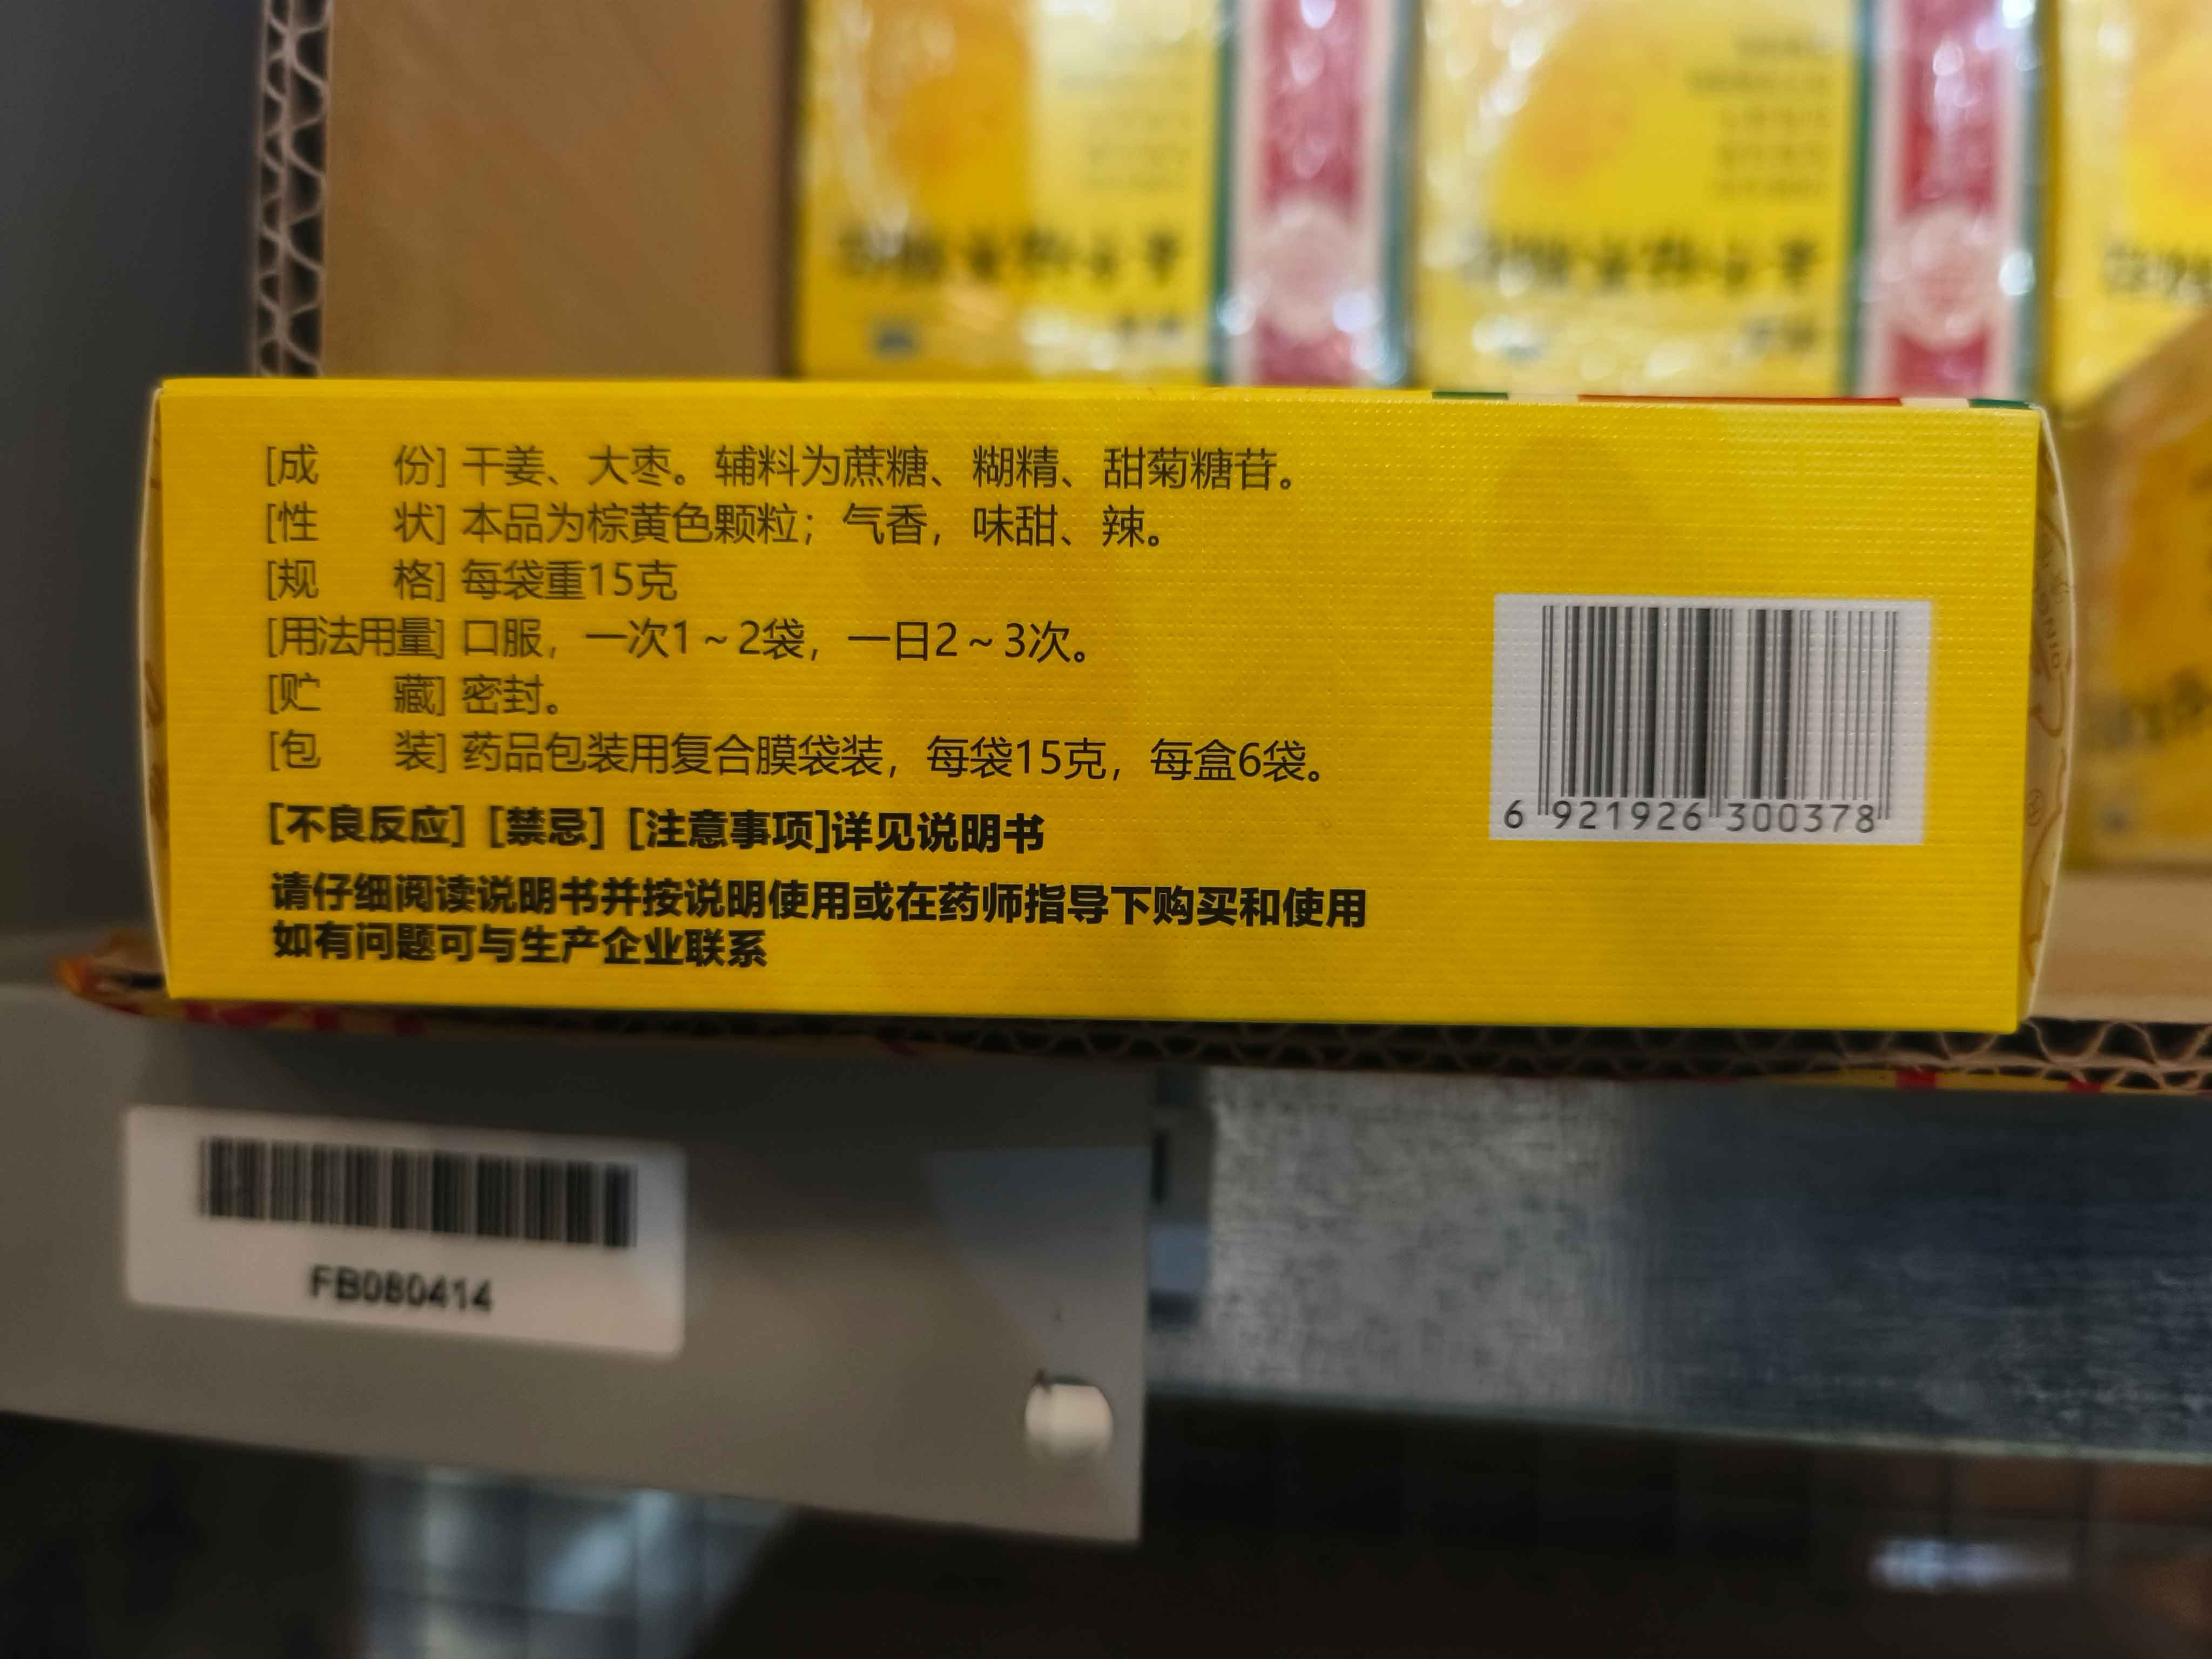 [成 份] 干姜、大枣。辅料为蔗糖、糊精、甜菊糖苷。
[性 状] 本品为棕黄色颗粒；气香，味甜、辣。
[规 格] 每袋重15克
[用法用量] 口服，一次1～2袋，一日2～3次。
[贮 藏] 密封。
[包 装] 药品包装用复合膜袋装，每袋15克，每盒6袋。
[不良反应] [禁忌] [注意事项]详见说明书
请仔细阅读说明书并按说明使用或在药师指导下购买和使用
如有问题可与生产企业联系
6 921926 300378
FB080414